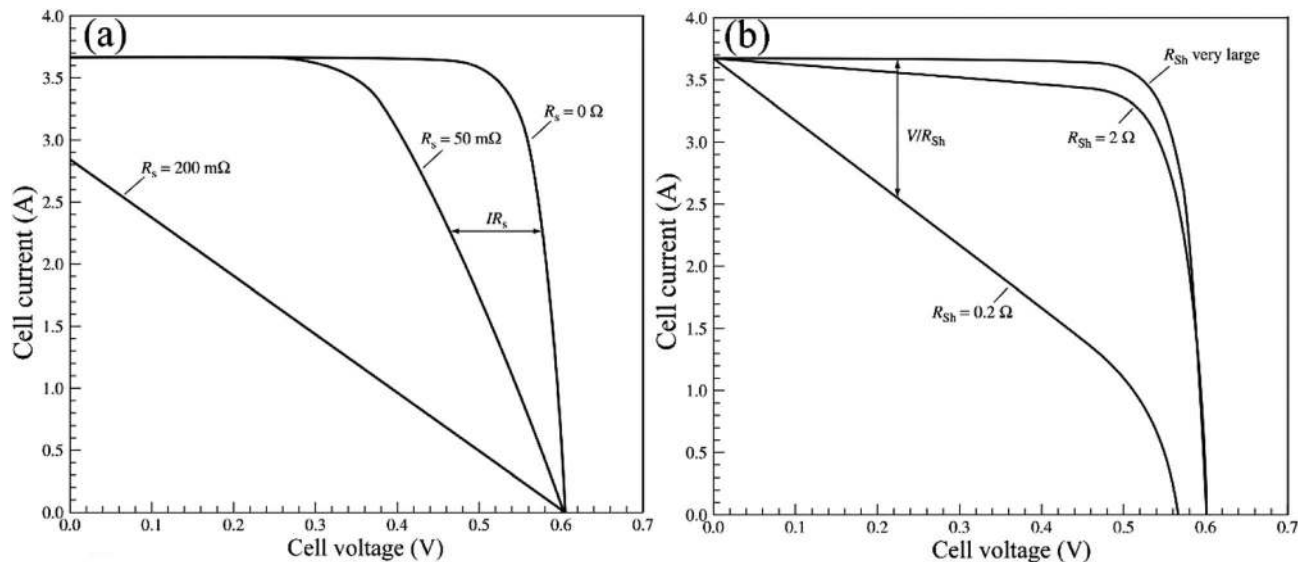 (a)
4.0
3.5
3.0
2.5
2.0
1.5
1.0
0.5
0.0
Cell current (A)
Rs = 0 Ω
Rs = 50 mΩ
Rs = 200 mΩ
IRs
0.0 0.1 0.2 0.3 0.4 0.5 0.6 0.7
Cell voltage (V)
(b)
4.0
3.5
3.0
2.5
2.0
1.5
1.0
0.5
0.0
Cell current (A)
RSh very large
V/RSh
RSh = 2 Ω
RSh = 0.2 Ω
0.0 0.1 0.2 0.3 0.4 0.5 0.6 0.7
Cell voltage (V)